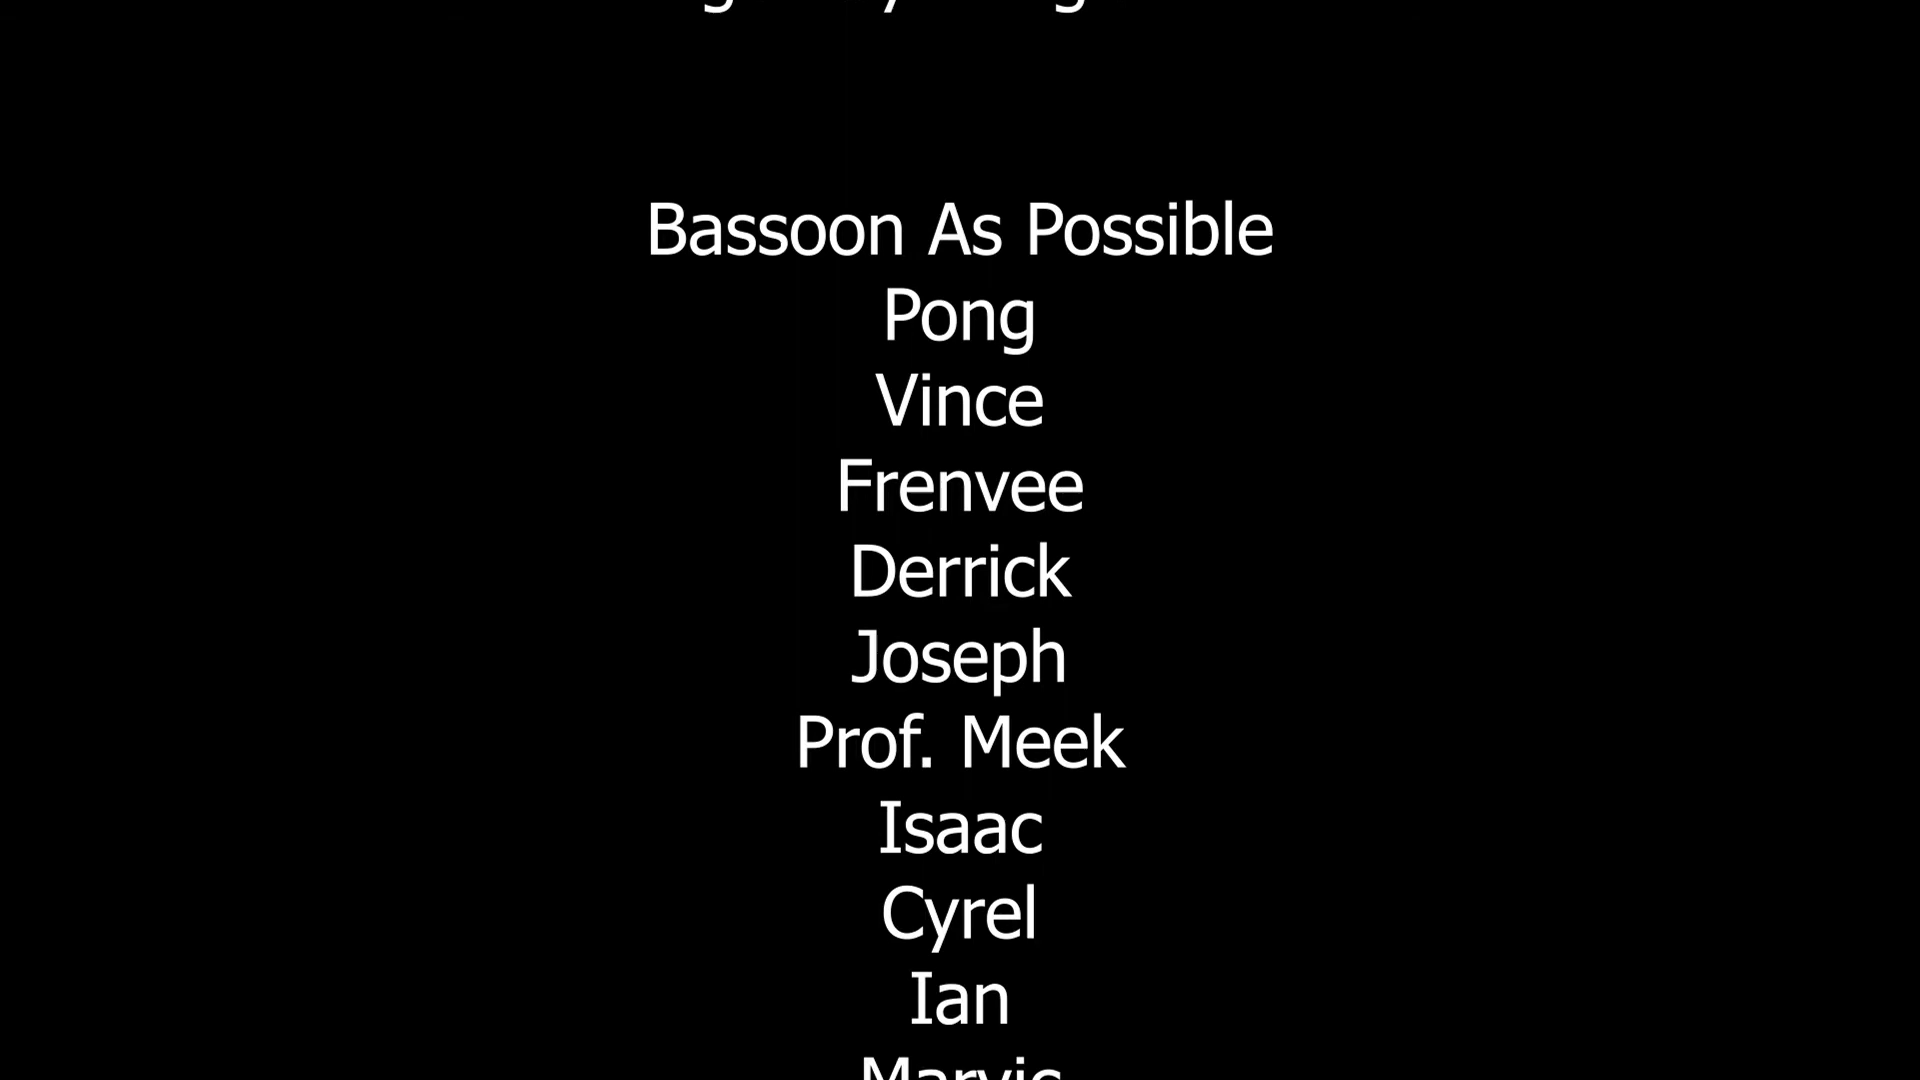 Bassoon As Possible
Pong
Vince
Frenvee
Derrick
Joseph
Prof. Meek
Isaac
Cyrel
Ian